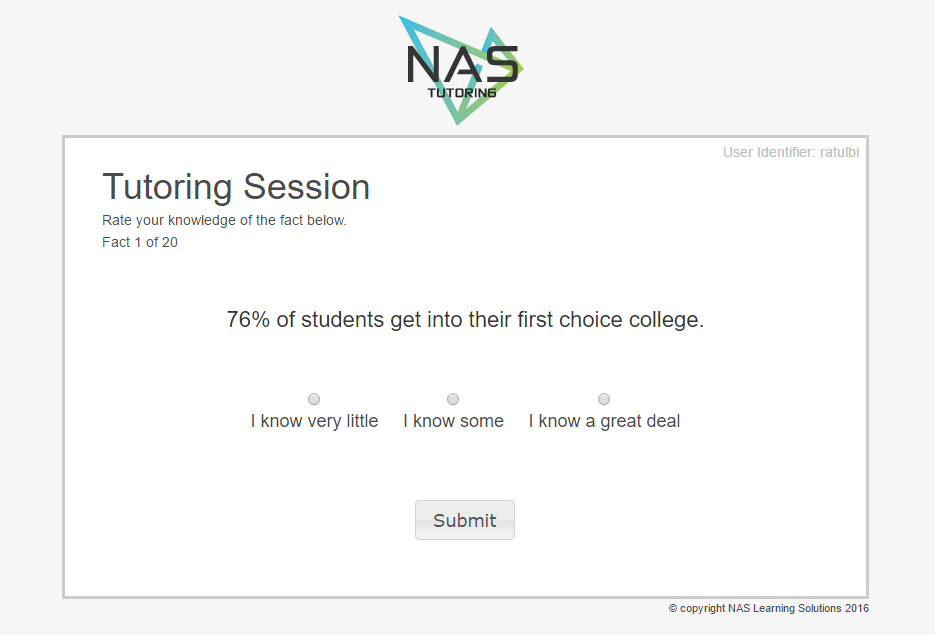 NAS
TUTORING
User Identifier: ratulbi
Tutoring Session
Rate your knowledge of the fact below.
Fact 1 of 20
76% of students get into their first choice college.
I know very little I know some I know a great deal
Submit
© copyright NAS Learning Solutions 2016